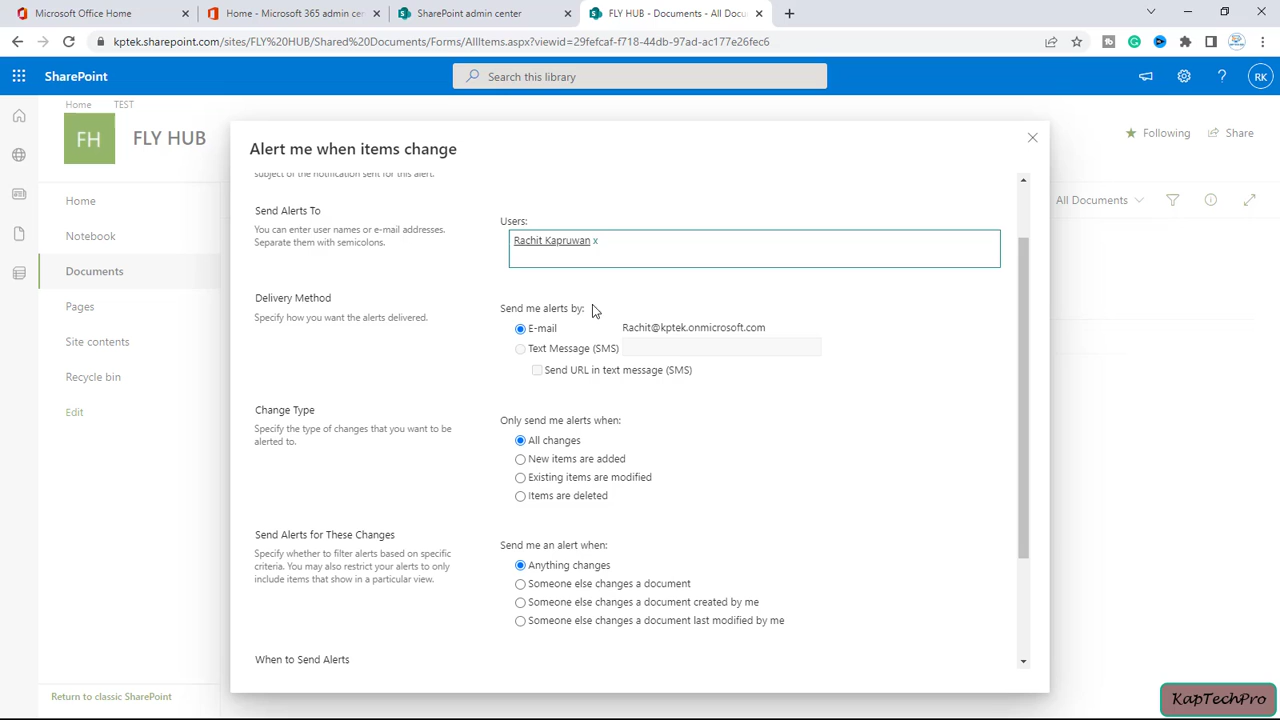 Microsoft Office Home
Home - Microsoft 365 admin cen
SharePoint admin center
FLY HUB - Documents - All Docu
kptek.sharepoint.com/sites/FLY%20HUB/Shared%20Documents/Forms/AllItems.aspx?viewid=29fefcaf-f718-44db-97ad-ac177e26fec6
SharePoint
Search this library
RK
Home TEST
FH
FLY HUB
Following
Share
Home
Notebook
Documents
Pages
Site contents
Recycle bin
Edit
Return to classic SharePoint
All Documents
Alert me when items change
subject of the notification sent for this alert.
Send Alerts To
You can enter user names or e-mail addresses.
Separate them with semicolons.
Users:
Rachit Kapruwan x
Delivery Method
Specify how you want the alerts delivered.
Send me alerts by:
E-mail Rachit@kptek.onmicrosoft.com
Text Message (SMS)
Send URL in text message (SMS)
Change Type
Specify the type of changes that you want to be
alerted to.
Only send me alerts when:
All changes
New items are added
Existing items are modified
Items are deleted
Send Alerts for These Changes
Specify whether to filter alerts based on specific
criteria. You may also restrict your alerts to only
include items that show in a particular view.
Send me an alert when:
Anything changes
Someone else changes a document
Someone else changes a document created by me
Someone else changes a document last modified by me
When to Send Alerts
KapTechPro